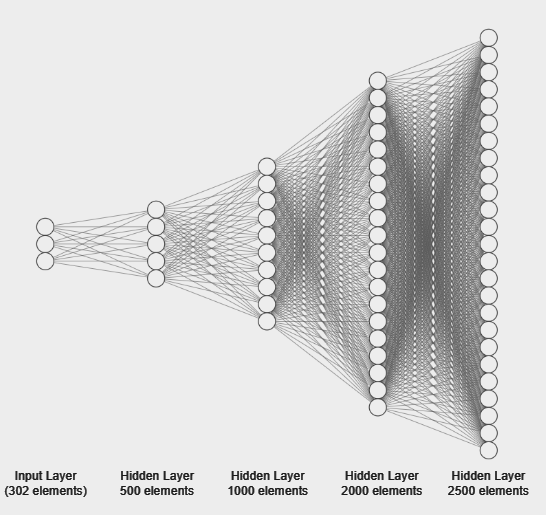 Input Layer
(302 elements)
Hidden Layer
500 elements
Hidden Layer
1000 elements
Hidden Layer
2000 elements
Hidden Layer
2500 elements